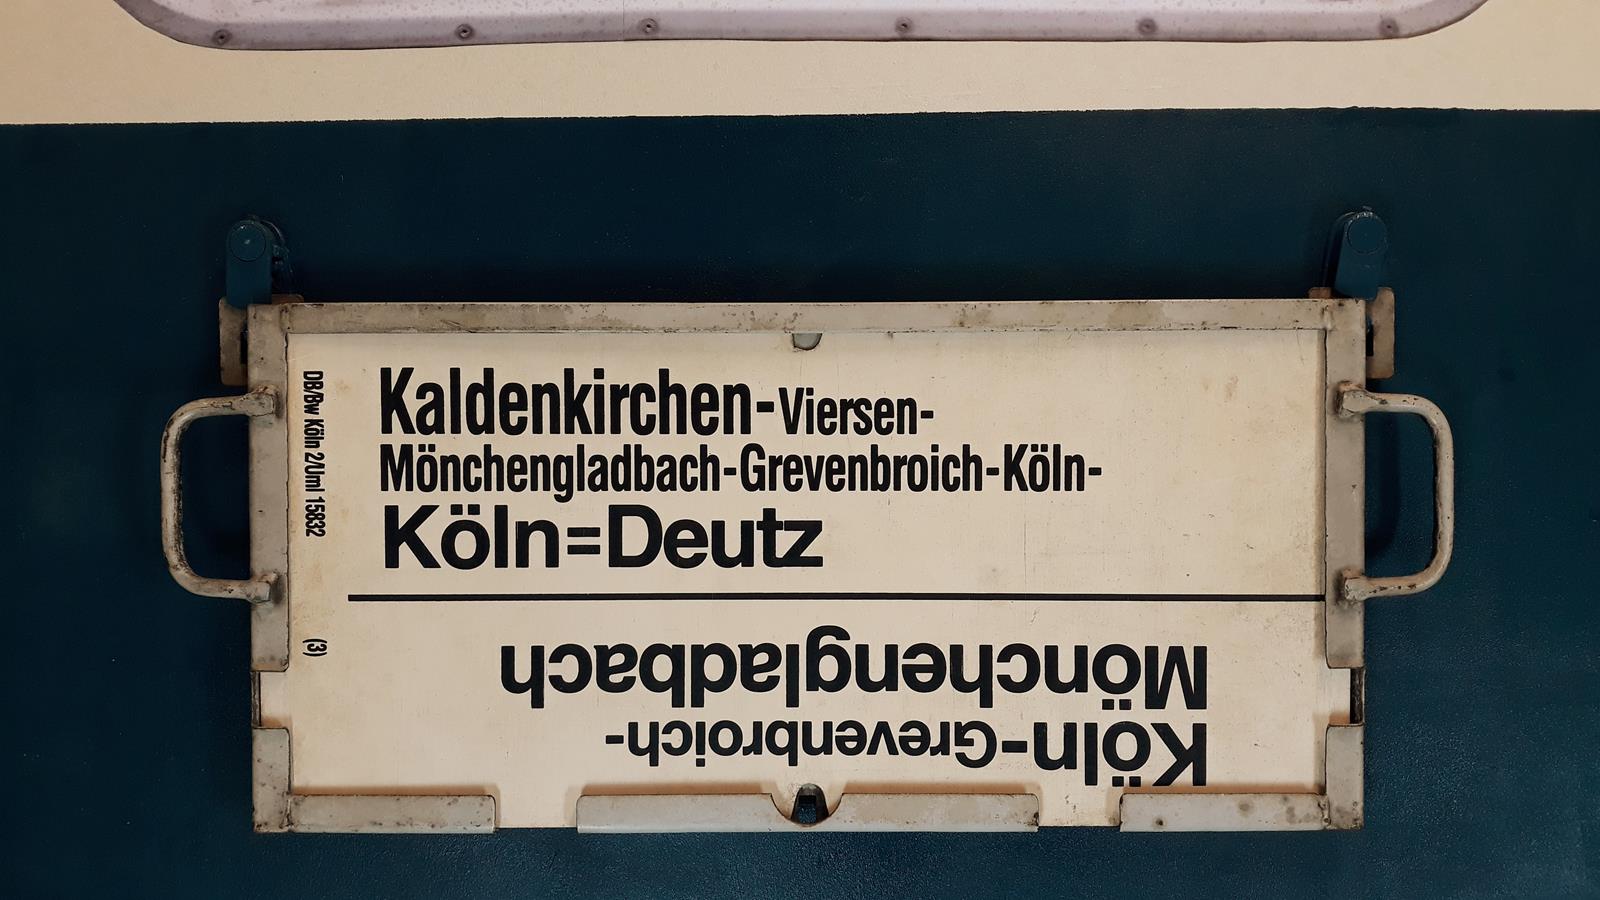 Kaldenkirchen-Viersen-
Mönchengladbach-Grevenbroich-Köln-
Köln=Deutz
Köln-Grevenbroich-
Mönchengladbach
DB/Bw Köln 2/Uml 15832 (3)